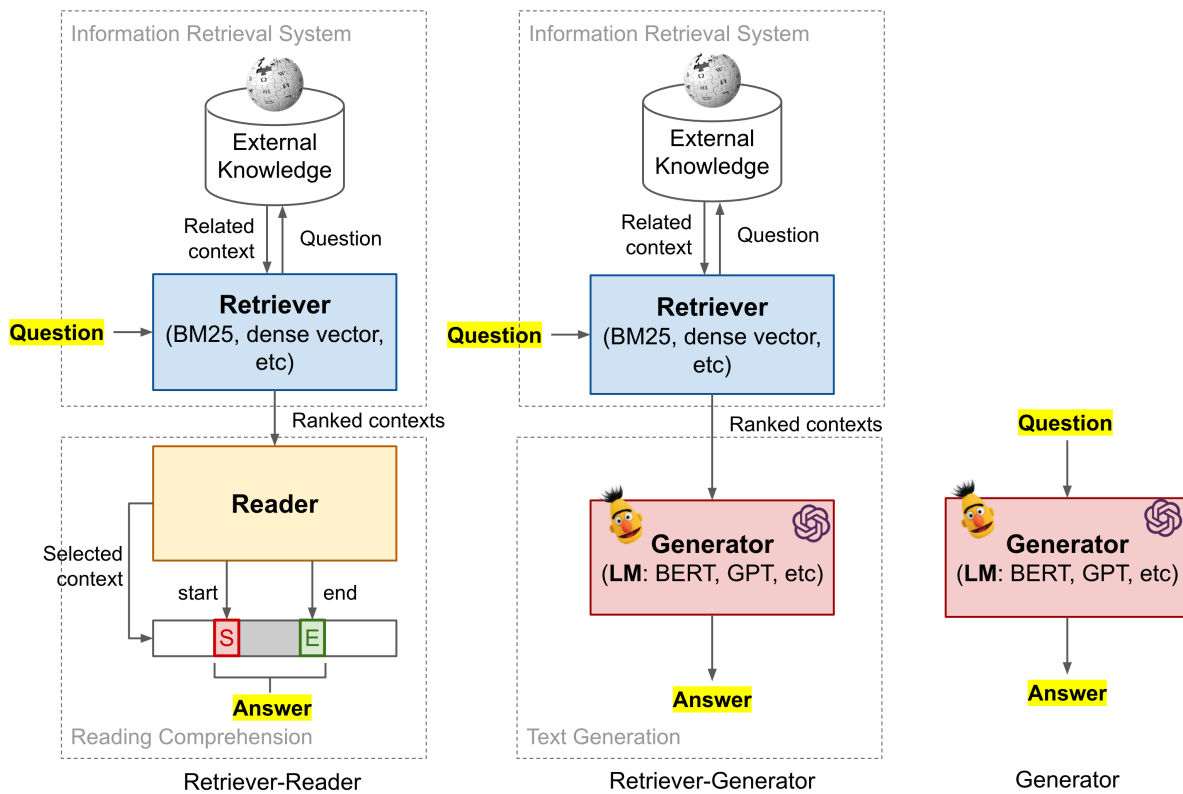 Information Retrieval System
External
Knowledge
Related
context
Question
Question
Retriever
(BM25, dense vector,
etc)
Ranked contexts
Reader
Selected
context
start
end
S
E
Answer
Reading Comprehension
Retriever-Reader
Information Retrieval System
External
Knowledge
Related
context
Question
Question
Retriever
(BM25, dense vector,
etc)
Ranked contexts
Generator
(LM: BERT, GPT, etc)
Answer
Text Generation
Retriever-Generator
Question
Generator
(LM: BERT, GPT, etc)
Answer
Generator